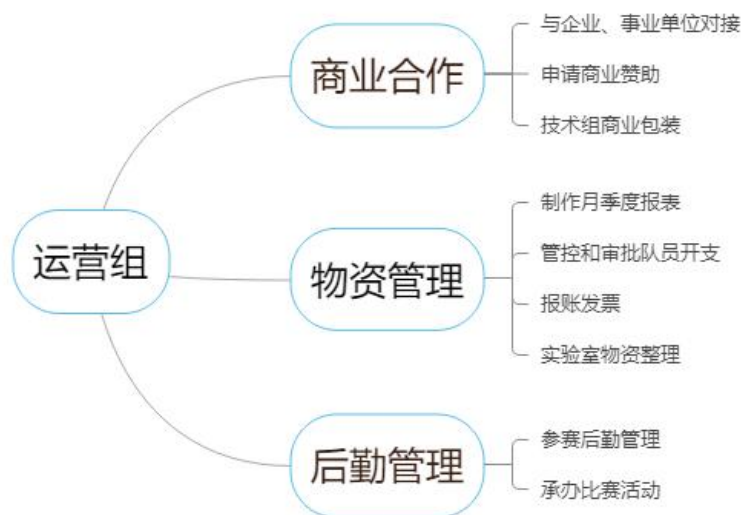 运营组
商业合作
与企业、事业单位对接
申请商业赞助
技术组商业包装
物资管理
制作月季度报表
管控和审批队员开支
报账发票
实验室物资整理
后勤管理
参赛后勤管理
承办比赛活动